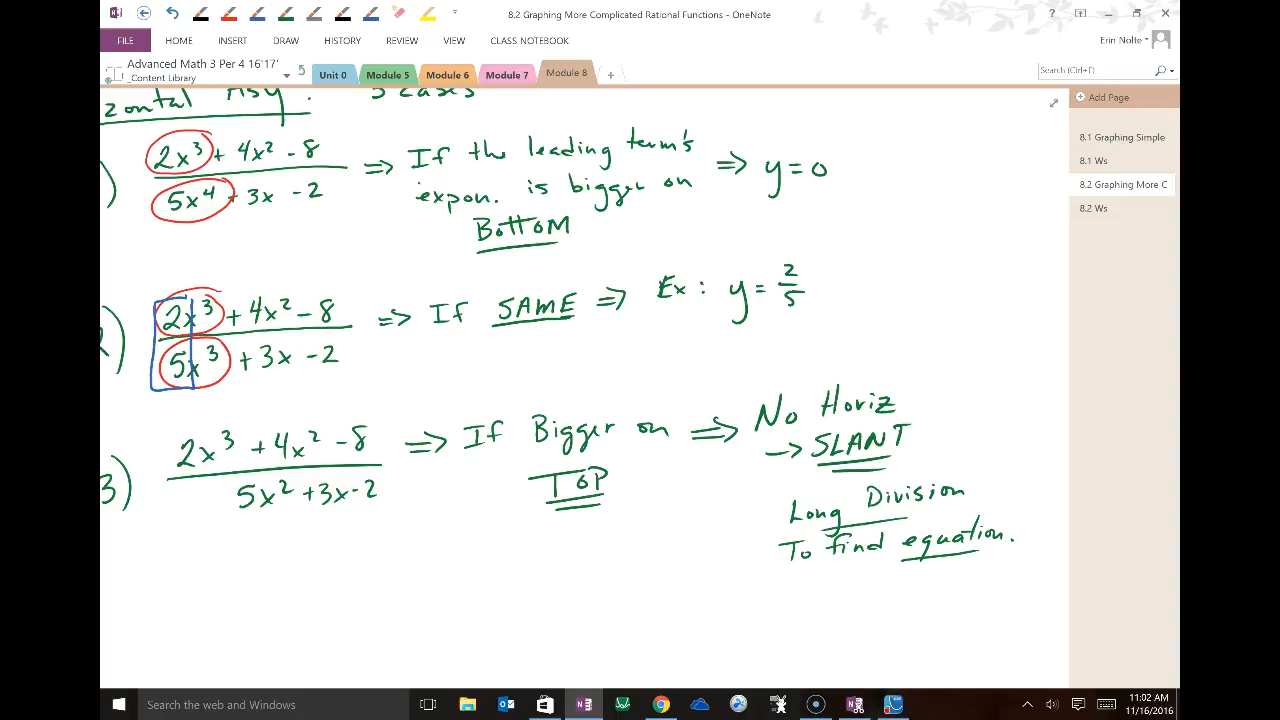 8.2 Graphing More Complicated Rational Functions - OneNote
?
FILE HOME INSERT DRAW HISTORY REVIEW VIEW CLASS NOTEBOOK
Erin Nolte
Advanced Math 3 Per 4 16'17'
_Content Library
Unit 0 Module 5 Module 6 Module 7 Module 8 +
Search (Ctrl+E)
Add Page
8.1 Graphing Simple
8.1 Ws
8.2 Graphing More C
8.2 Ws
zontal Asy. 3 cases
) 2x³ + 4x² - 8 / 5x⁴ + 3x - 2 ⇒ If the leading term's ⇒ y = 0
expon. is bigger on
BOTTOM
2) 2x³ + 4x² - 8 / 5x³ + 3x - 2 ⇒ If SAME ⇒ Ex: y = 2/5
3) 2x³ + 4x² - 8 / 5x² + 3x - 2 ⇒ If Bigger on ⇒ No Horiz
TOP → SLANT
Long Division
To find equation.
Search the web and Windows
11:02 AM
11/16/2016